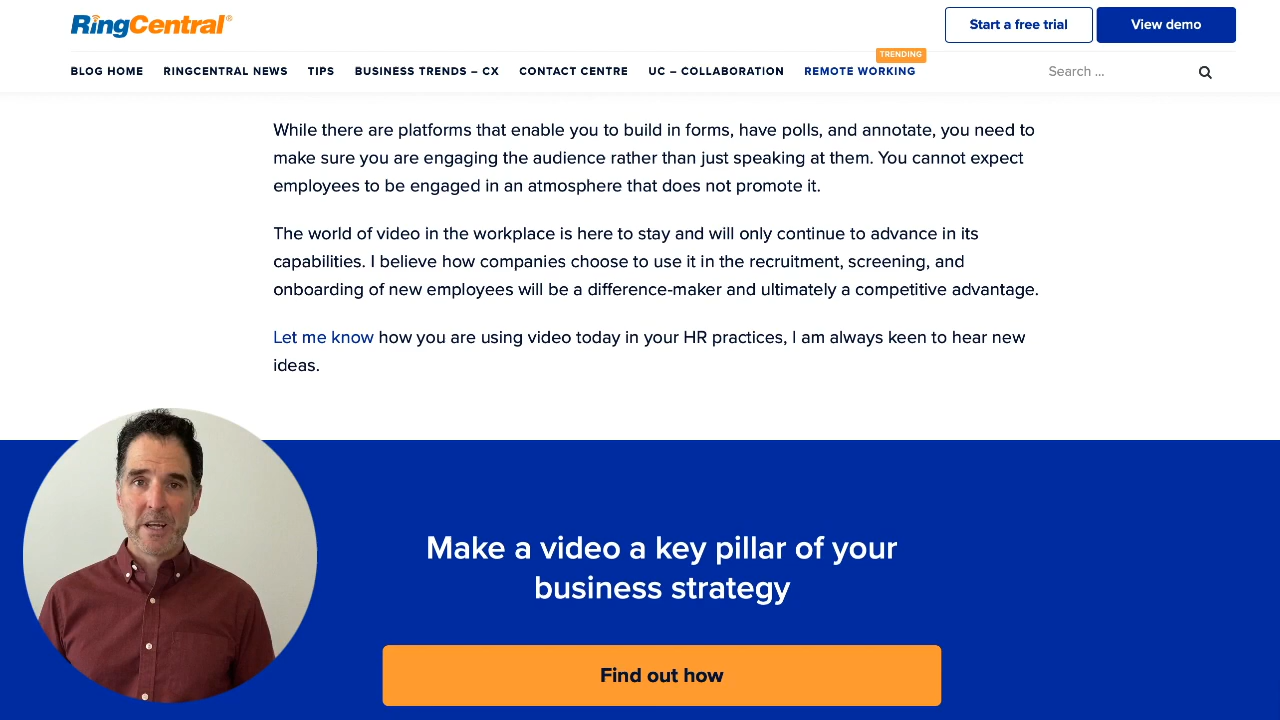 RingCentral®
Start a free trial
View demo
TRENDING
BLOG HOME RINGCENTRAL NEWS TIPS BUSINESS TRENDS – CX CONTACT CENTRE UC – COLLABORATION REMOTE WORKING
Search ...
While there are platforms that enable you to build in forms, have polls, and annotate, you need to
make sure you are engaging the audience rather than just speaking at them. You cannot expect
employees to be engaged in an atmosphere that does not promote it.
The world of video in the workplace is here to stay and will only continue to advance in its
capabilities. I believe how companies choose to use it in the recruitment, screening, and
onboarding of new employees will be a difference-maker and ultimately a competitive advantage.
Let me know how you are using video today in your HR practices, I am always keen to hear new
ideas.
Make a video a key pillar of your
business strategy
Find out how